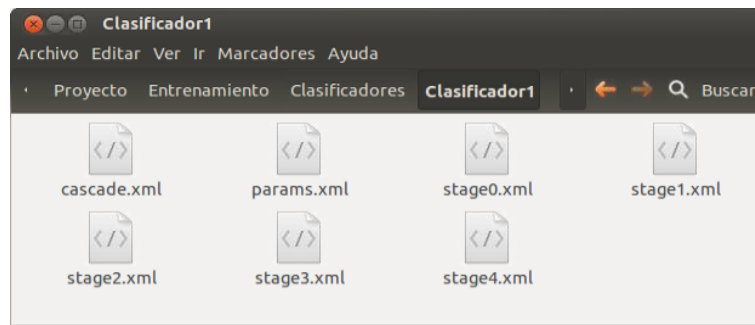 Clasificador1
Archivo Editar Ver Ir Marcadores Ayuda
Proyecto Entrenamiento Clasificadores Clasificador1 Buscar
cascade.xml params.xml stage0.xml stage1.xml
stage2.xml stage3.xml stage4.xml